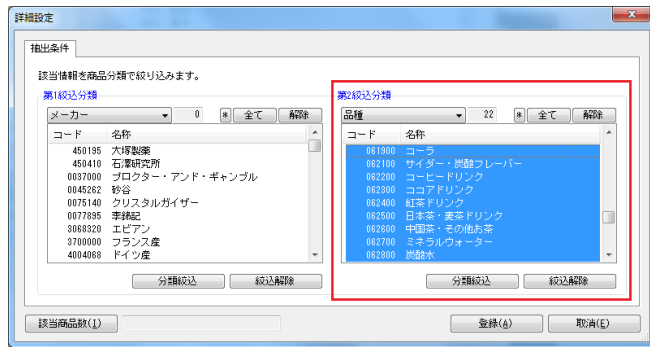 詳細設定
抽出条件
該当情報を商品分類で絞り込みます。
第1絞込分類
メーカー 0 * 全て 解除
コード 名称
450195 大塚製薬
450410 石澤研究所
0037000 プロクター・アンド・ギャンブル
0045262 砂谷
0075140 クリスタルガイザー
0077895 李錦記
3068320 エビアン
3700000 フランス産
4004068 ドイツ産
分類絞込 絞込解除
第2絞込分類
品種 22 * 全て 解除
コード 名称
061900 コーラ
062100 サイダー・炭酸フレーバー
062200 コーヒードリンク
062300 ココアドリンク
062400 紅茶ドリンク
062500 日本茶・麦茶ドリンク
062600 中国茶・その他お茶
062700 ミネラルウォーター
062800 炭酸水
分類絞込 絞込解除
該当商品数(I) 登録(A) 取消(E)